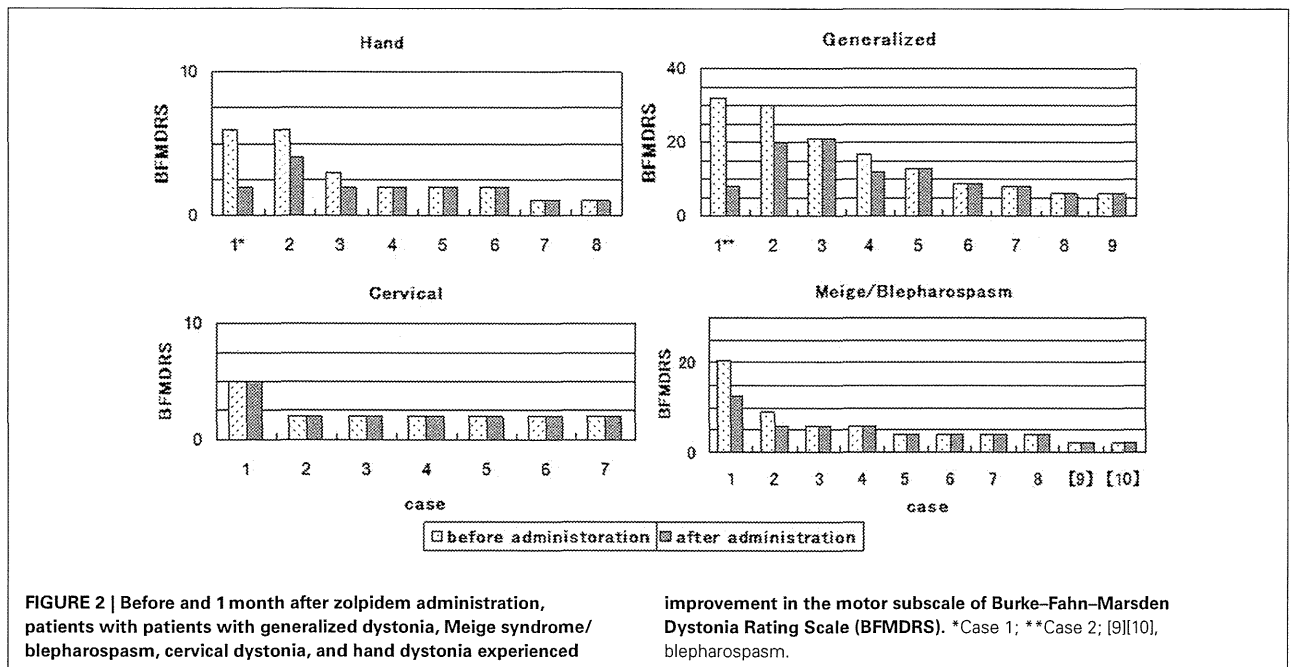 Hand
10
BFMDRS
0
1* 2 3 4 5 6 7 8
Generalized
40
20
BFMDRS
0
1** 2 3 4 5 6 7 8 9
Cervical
10
BFMDRS
0
1 2 3 4 5 6 7
case
Meige/Blepharospasm
20
BFMDRS
0
1 2 3 4 5 6 7 8 [9] [10]
case
before administoration after administration
FIGURE 2 | Before and 1 month after zolpidem administration,
patients with patients with generalized dystonia, Meige syndrome/
blepharospasm, cervical dystonia, and hand dystonia experienced
improvement in the motor subscale of Burke–Fahn–Marsden
Dystonia Rating Scale (BFMDRS). *Case 1; **Case 2; [9][10],
blepharospasm.